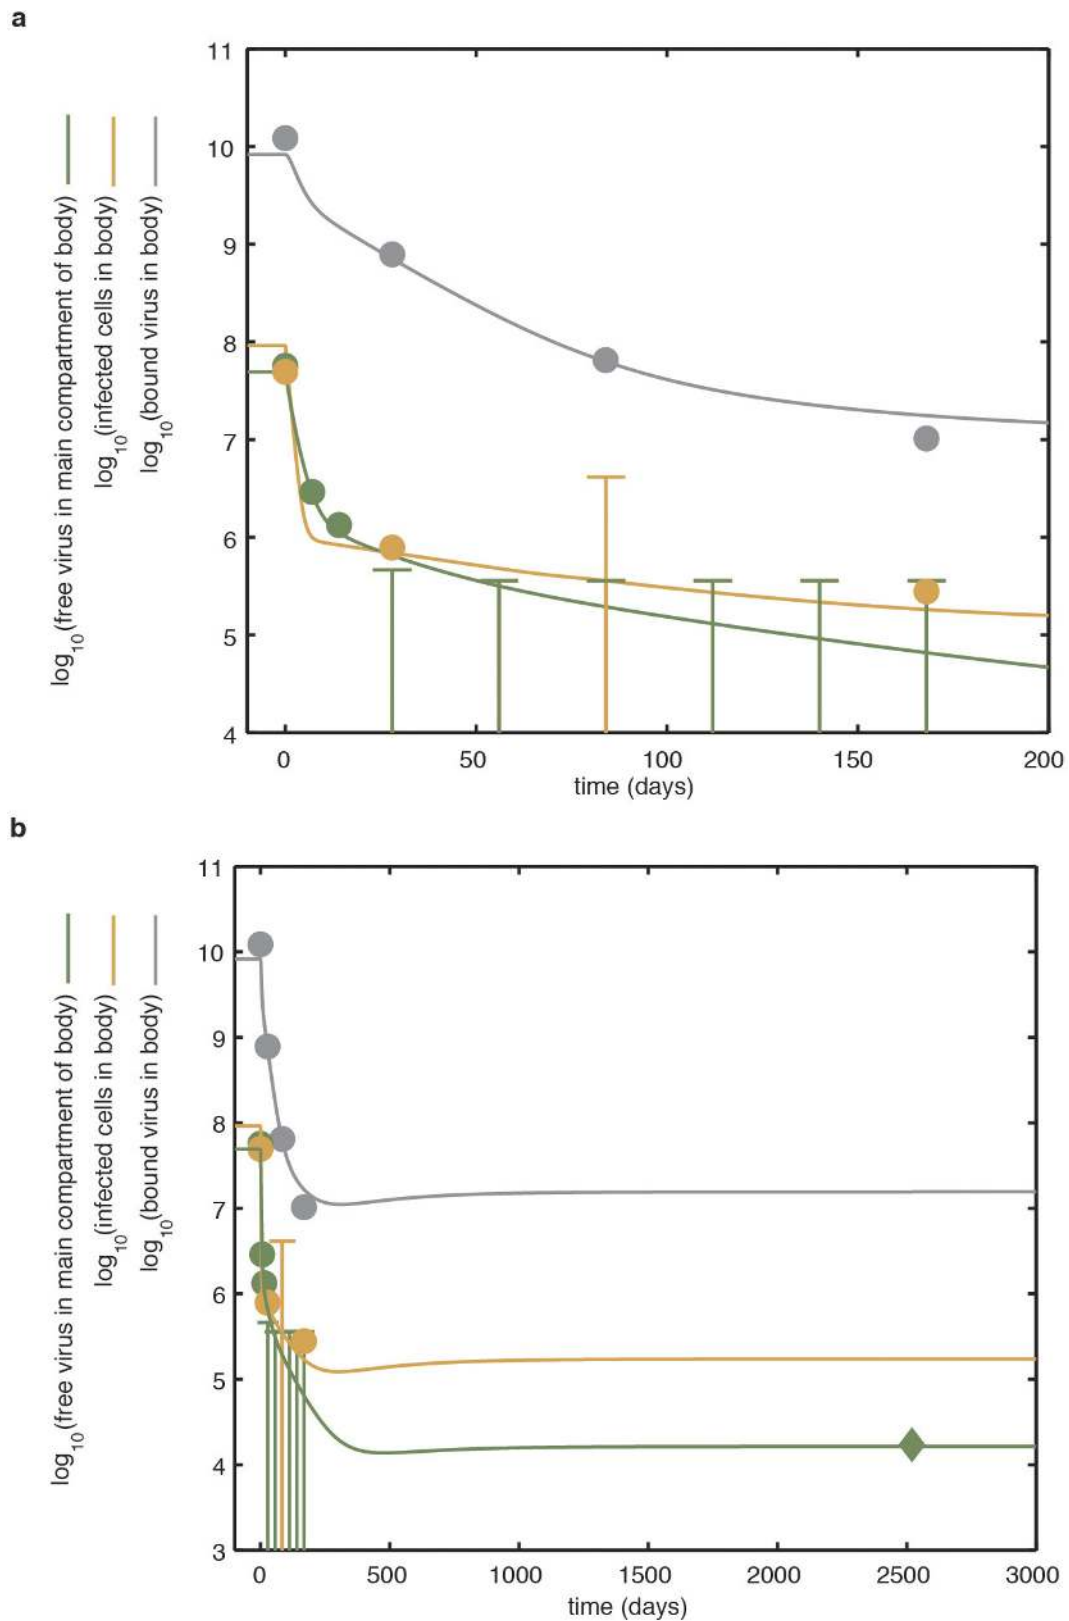 a
log10(free virus in main compartment of body)
log10(infected cells in body)
log10(bound virus in body)
11
10
9
8
7
6
5
4
0
50
100
150
200
time (days)
b
log10(free virus in main compartment of body)
log10(infected cells in body)
log10(bound virus in body)
11
10
9
8
7
6
5
4
3
0
500
1000
1500
2000
2500
3000
time (days)